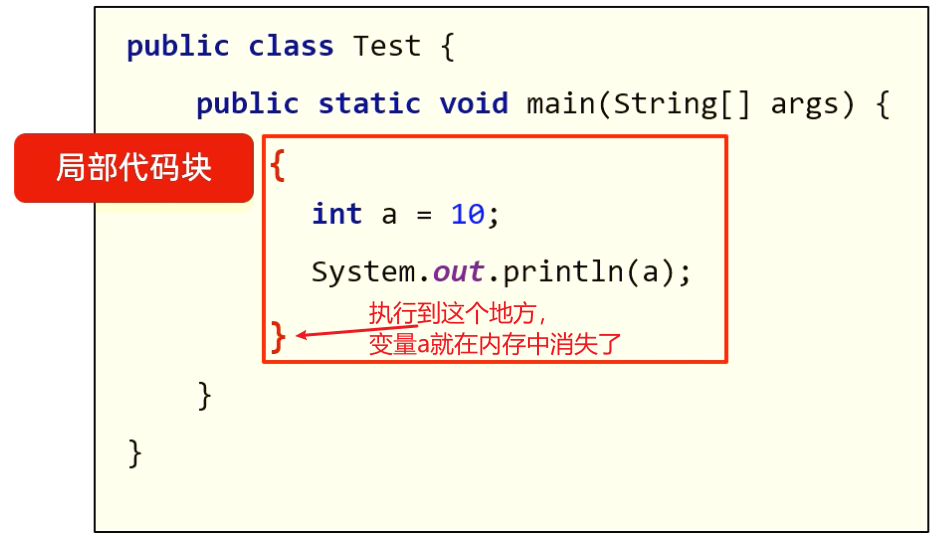 public class Test {
public static void main(String[] args) {
局部代码块
{
int a = 10;
System.out.println(a);
执行到这个地方，
}
变量a就在内存中消失了
}
}